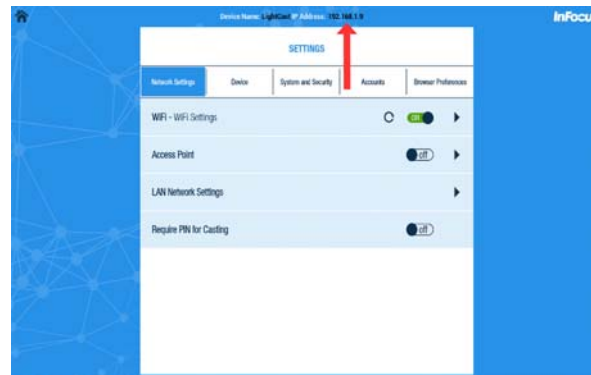 Device Name: LightCast IP Address: 192.168.1.9
InFocu
SETTINGS
Network Settings
Device
System and Security
Accounts
Browser Preferences
WiFi - WiFi Settings
ON
Access Point
off
LAN Network Settings
Require PIN for Casting
off